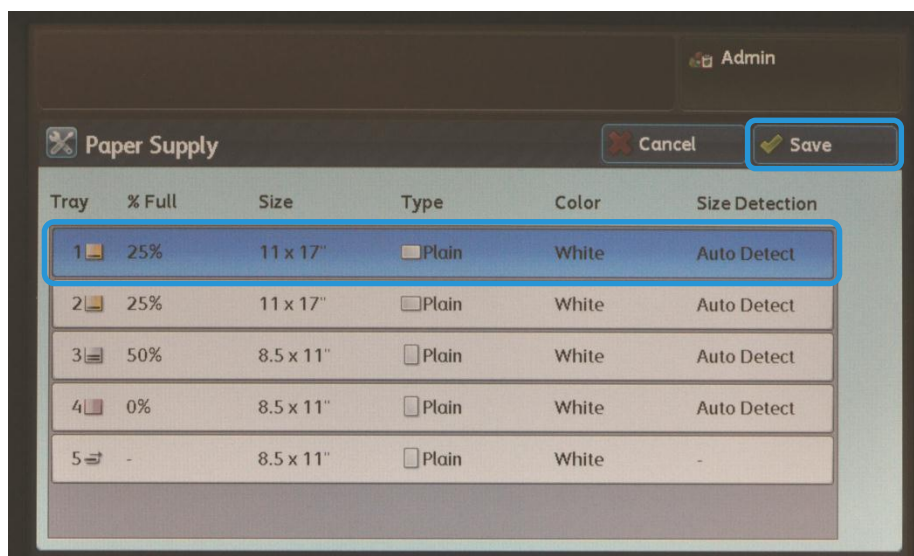 Admin
Paper Supply Cancel Save
Tray % Full Size Type Color Size Detection
1 25% 11 x 17" Plain White Auto Detect
2 25% 11 x 17" Plain White Auto Detect
3 50% 8.5 x 11" Plain White Auto Detect
4 0% 8.5 x 11" Plain White Auto Detect
5 - 8.5 x 11" Plain White -